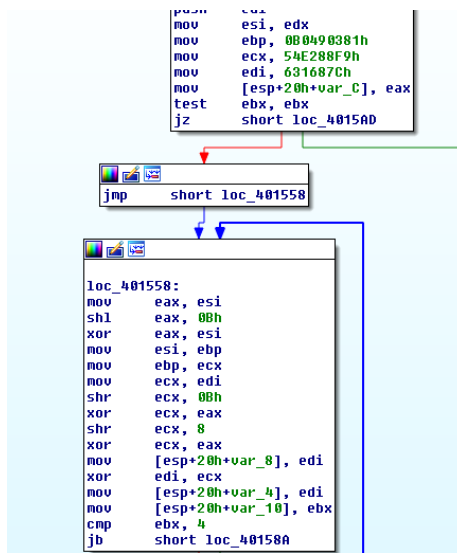 push edi
mov esi, edx
mov ebp, 0B0490381h
mov ecx, 54E288F9h
mov edi, 631687Ch
mov [esp+20h+var_C], eax
test ebx, ebx
jz short loc_4015AD
jmp short loc_401558
loc_401558:
mov eax, esi
shl eax, 0Bh
xor eax, esi
mov esi, ebp
mov ebp, ecx
mov ecx, edi
shr ecx, 0Bh
xor ecx, eax
shr ecx, 8
xor ecx, eax
mov [esp+20h+var_8], edi
xor edi, ecx
mov [esp+20h+var_4], edi
mov [esp+20h+var_10], ebx
cmp ebx, 4
jb short loc_40158A